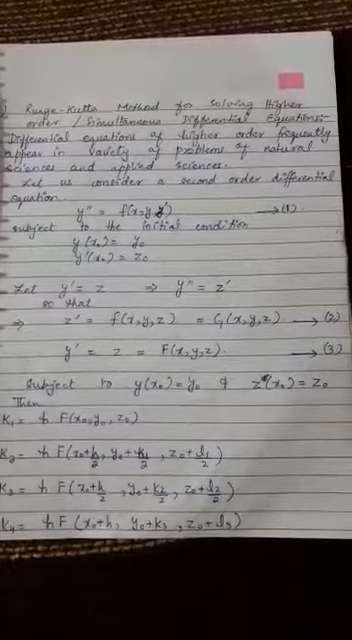 ) Runge-Kutta Method for Solving Higher
order / Simultaneous Differential Equations:-
Differential equations of higher order frequently
appear in variety of problems of natural
sciences and applied sciences.
Let us consider a second order differential
equation.
y'' = f(x,y,y') → (1)
subject to the initial condition
y(x₀) = y₀
y'(x₀) = z₀
Let y' = z ⇒ y'' = z'
so that
⇒ z' = f(x,y,z) = G(x,y,z). → (2)
y' = z = F(x,y,z). → (3)
Subject to y(x₀) = y₀ & z(x₀) = z₀
Then
K₁ = h F(x₀,y₀,z₀)
K₂ = h F(x₀+h/2, y₀+k₁/2, z₀+l₁/2)
K₃ = h F(x₀+h/2, y₀+k₂/2, z₀+l₂/2)
K₄ = h F(x₀+h, y₀+k₃, z₀+l₃)